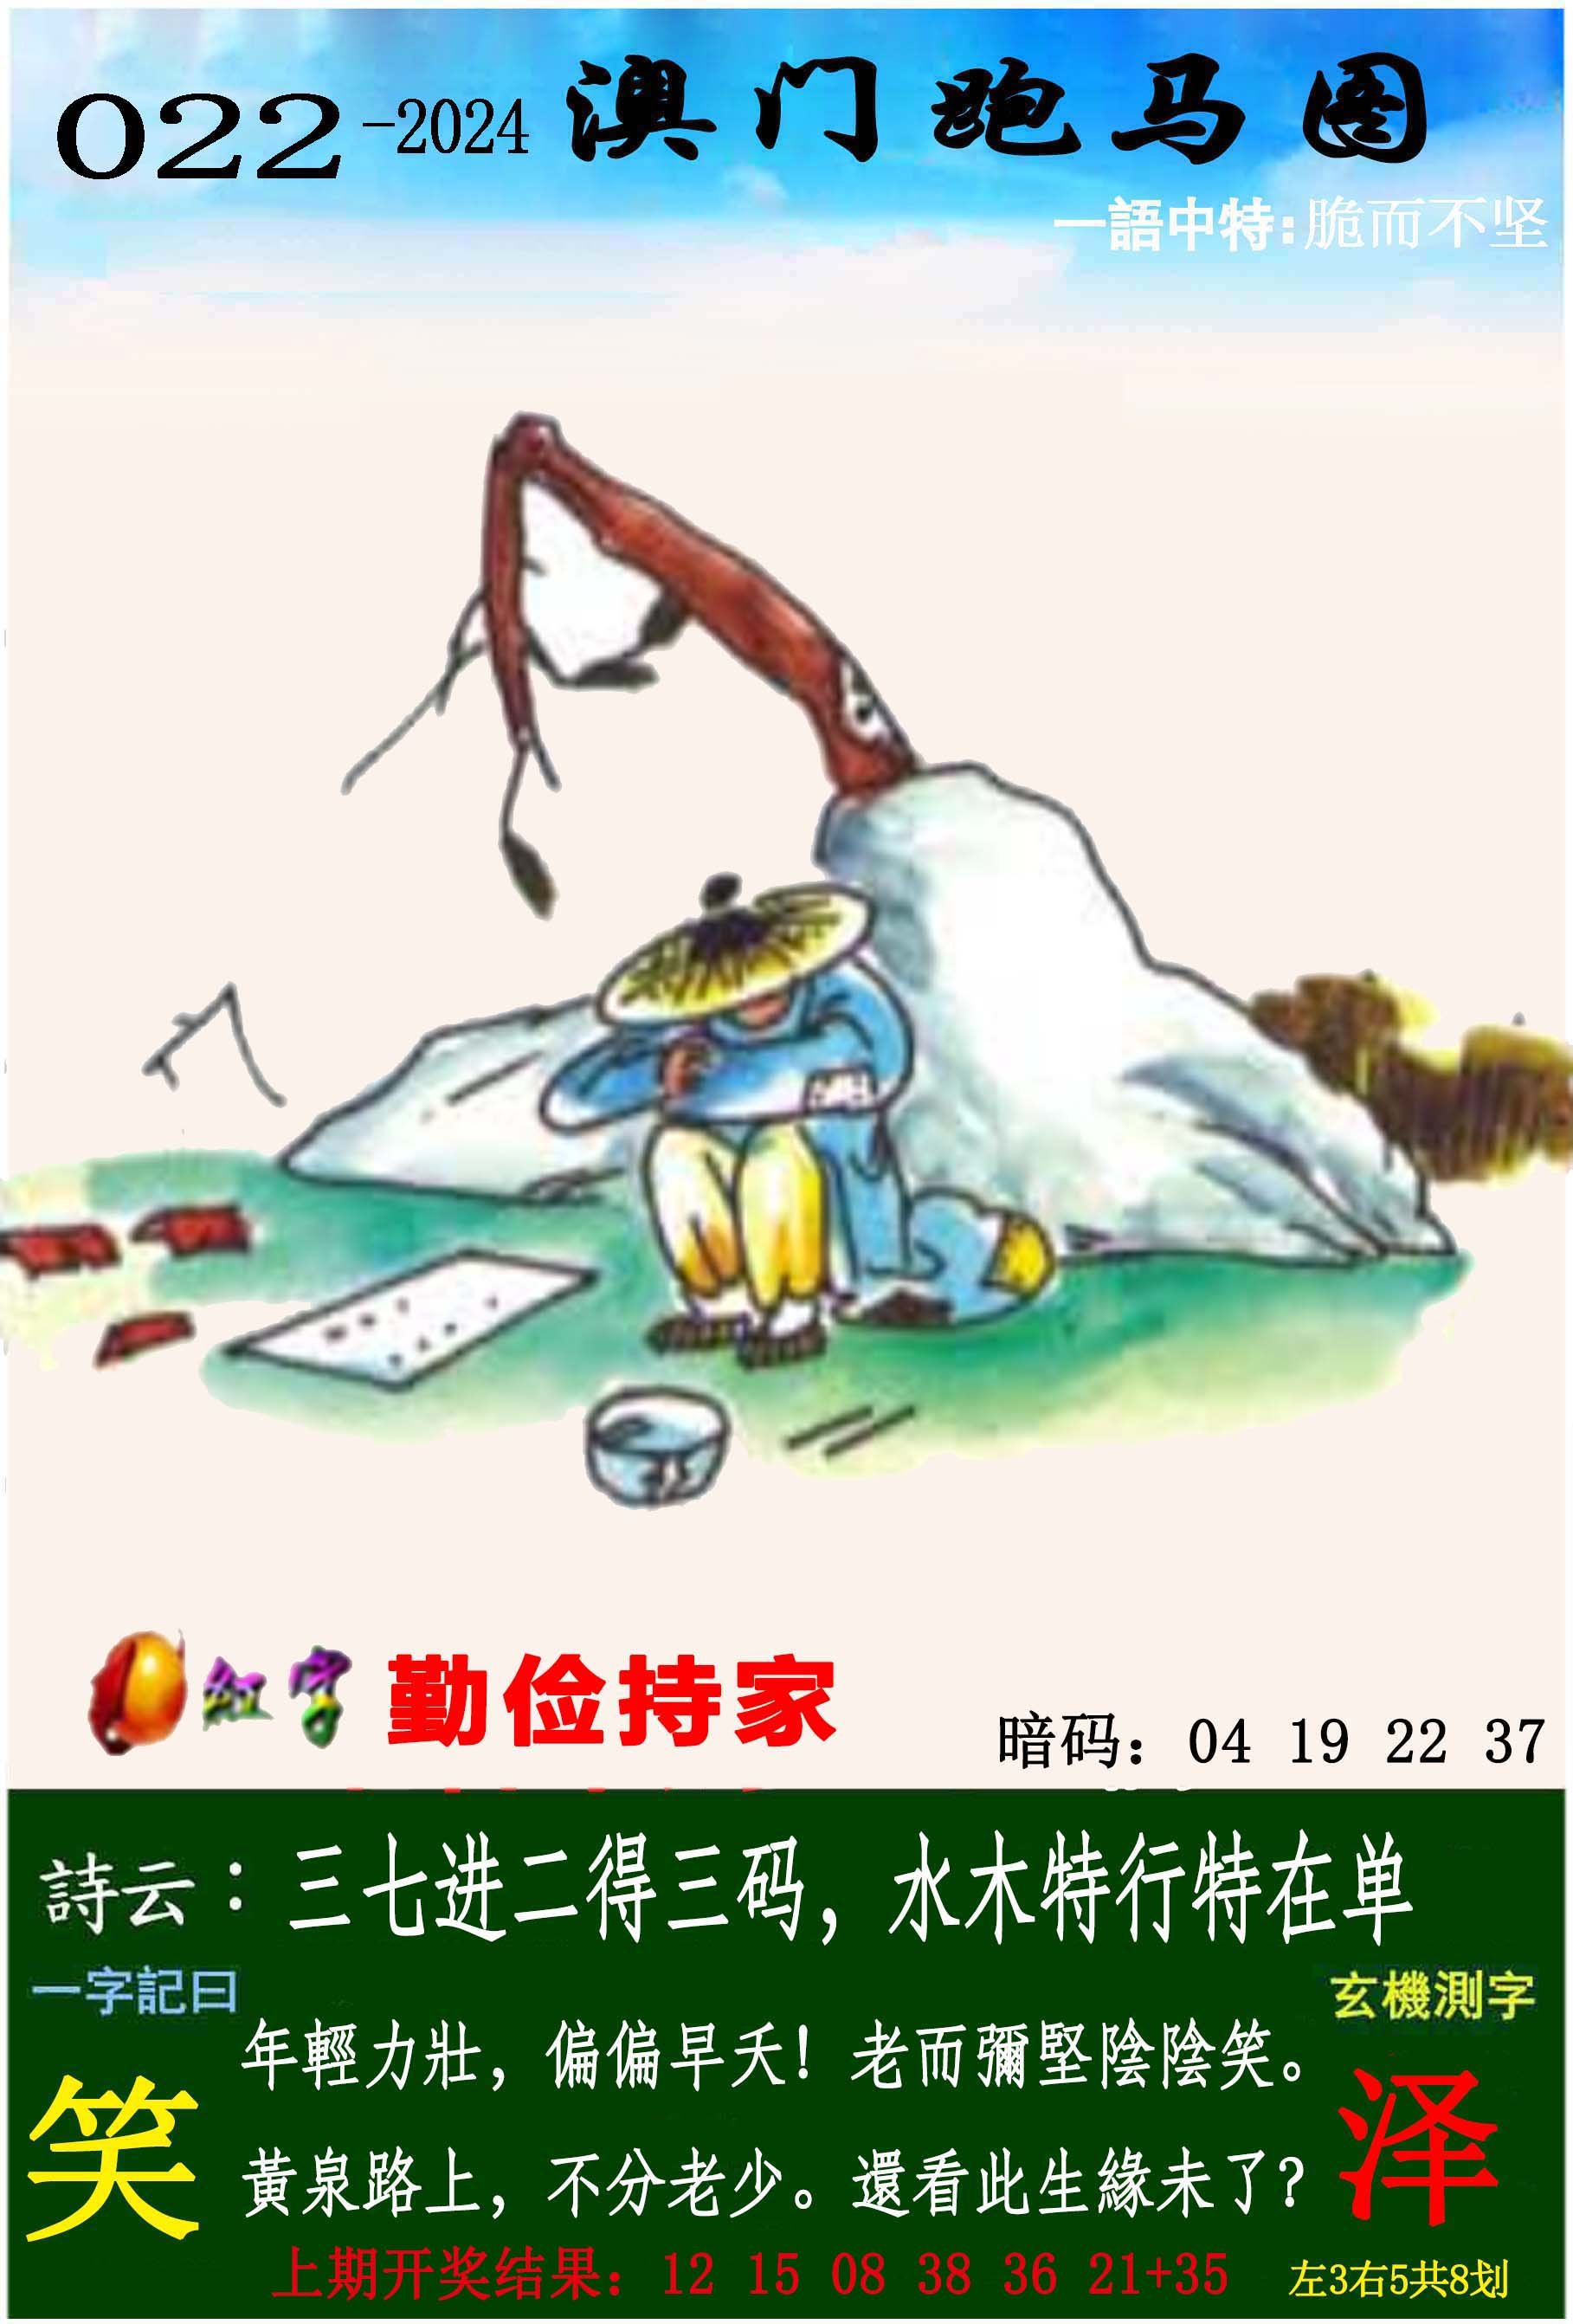 022-2024 澳门跑马图
一語中特:脆而不坚
红字 勤俭持家
暗码：04 19 22 37
詩云：三七进二得三码，水木特行特在单
一字記曰
玄機測字
年輕力壯，偏偏早夭！老而彌堅陰陰笑。
笑
泽
黃泉路上，不分老少。還看此生緣未了？
上期开奖结果：12 15 08 38 36 21+35
左3右5共8划